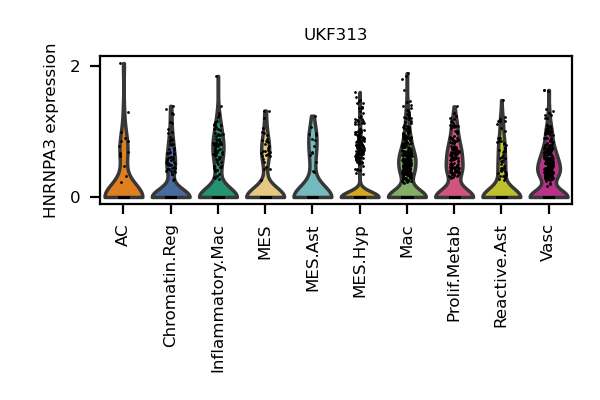 UKF313
HNRNPA3 expression
2
0
AC
Chromatin.Reg
Inflammatory.Mac
MES
MES.Ast
MES.Hyp
Mac
Prolif.Metab
Reactive.Ast
Vasc